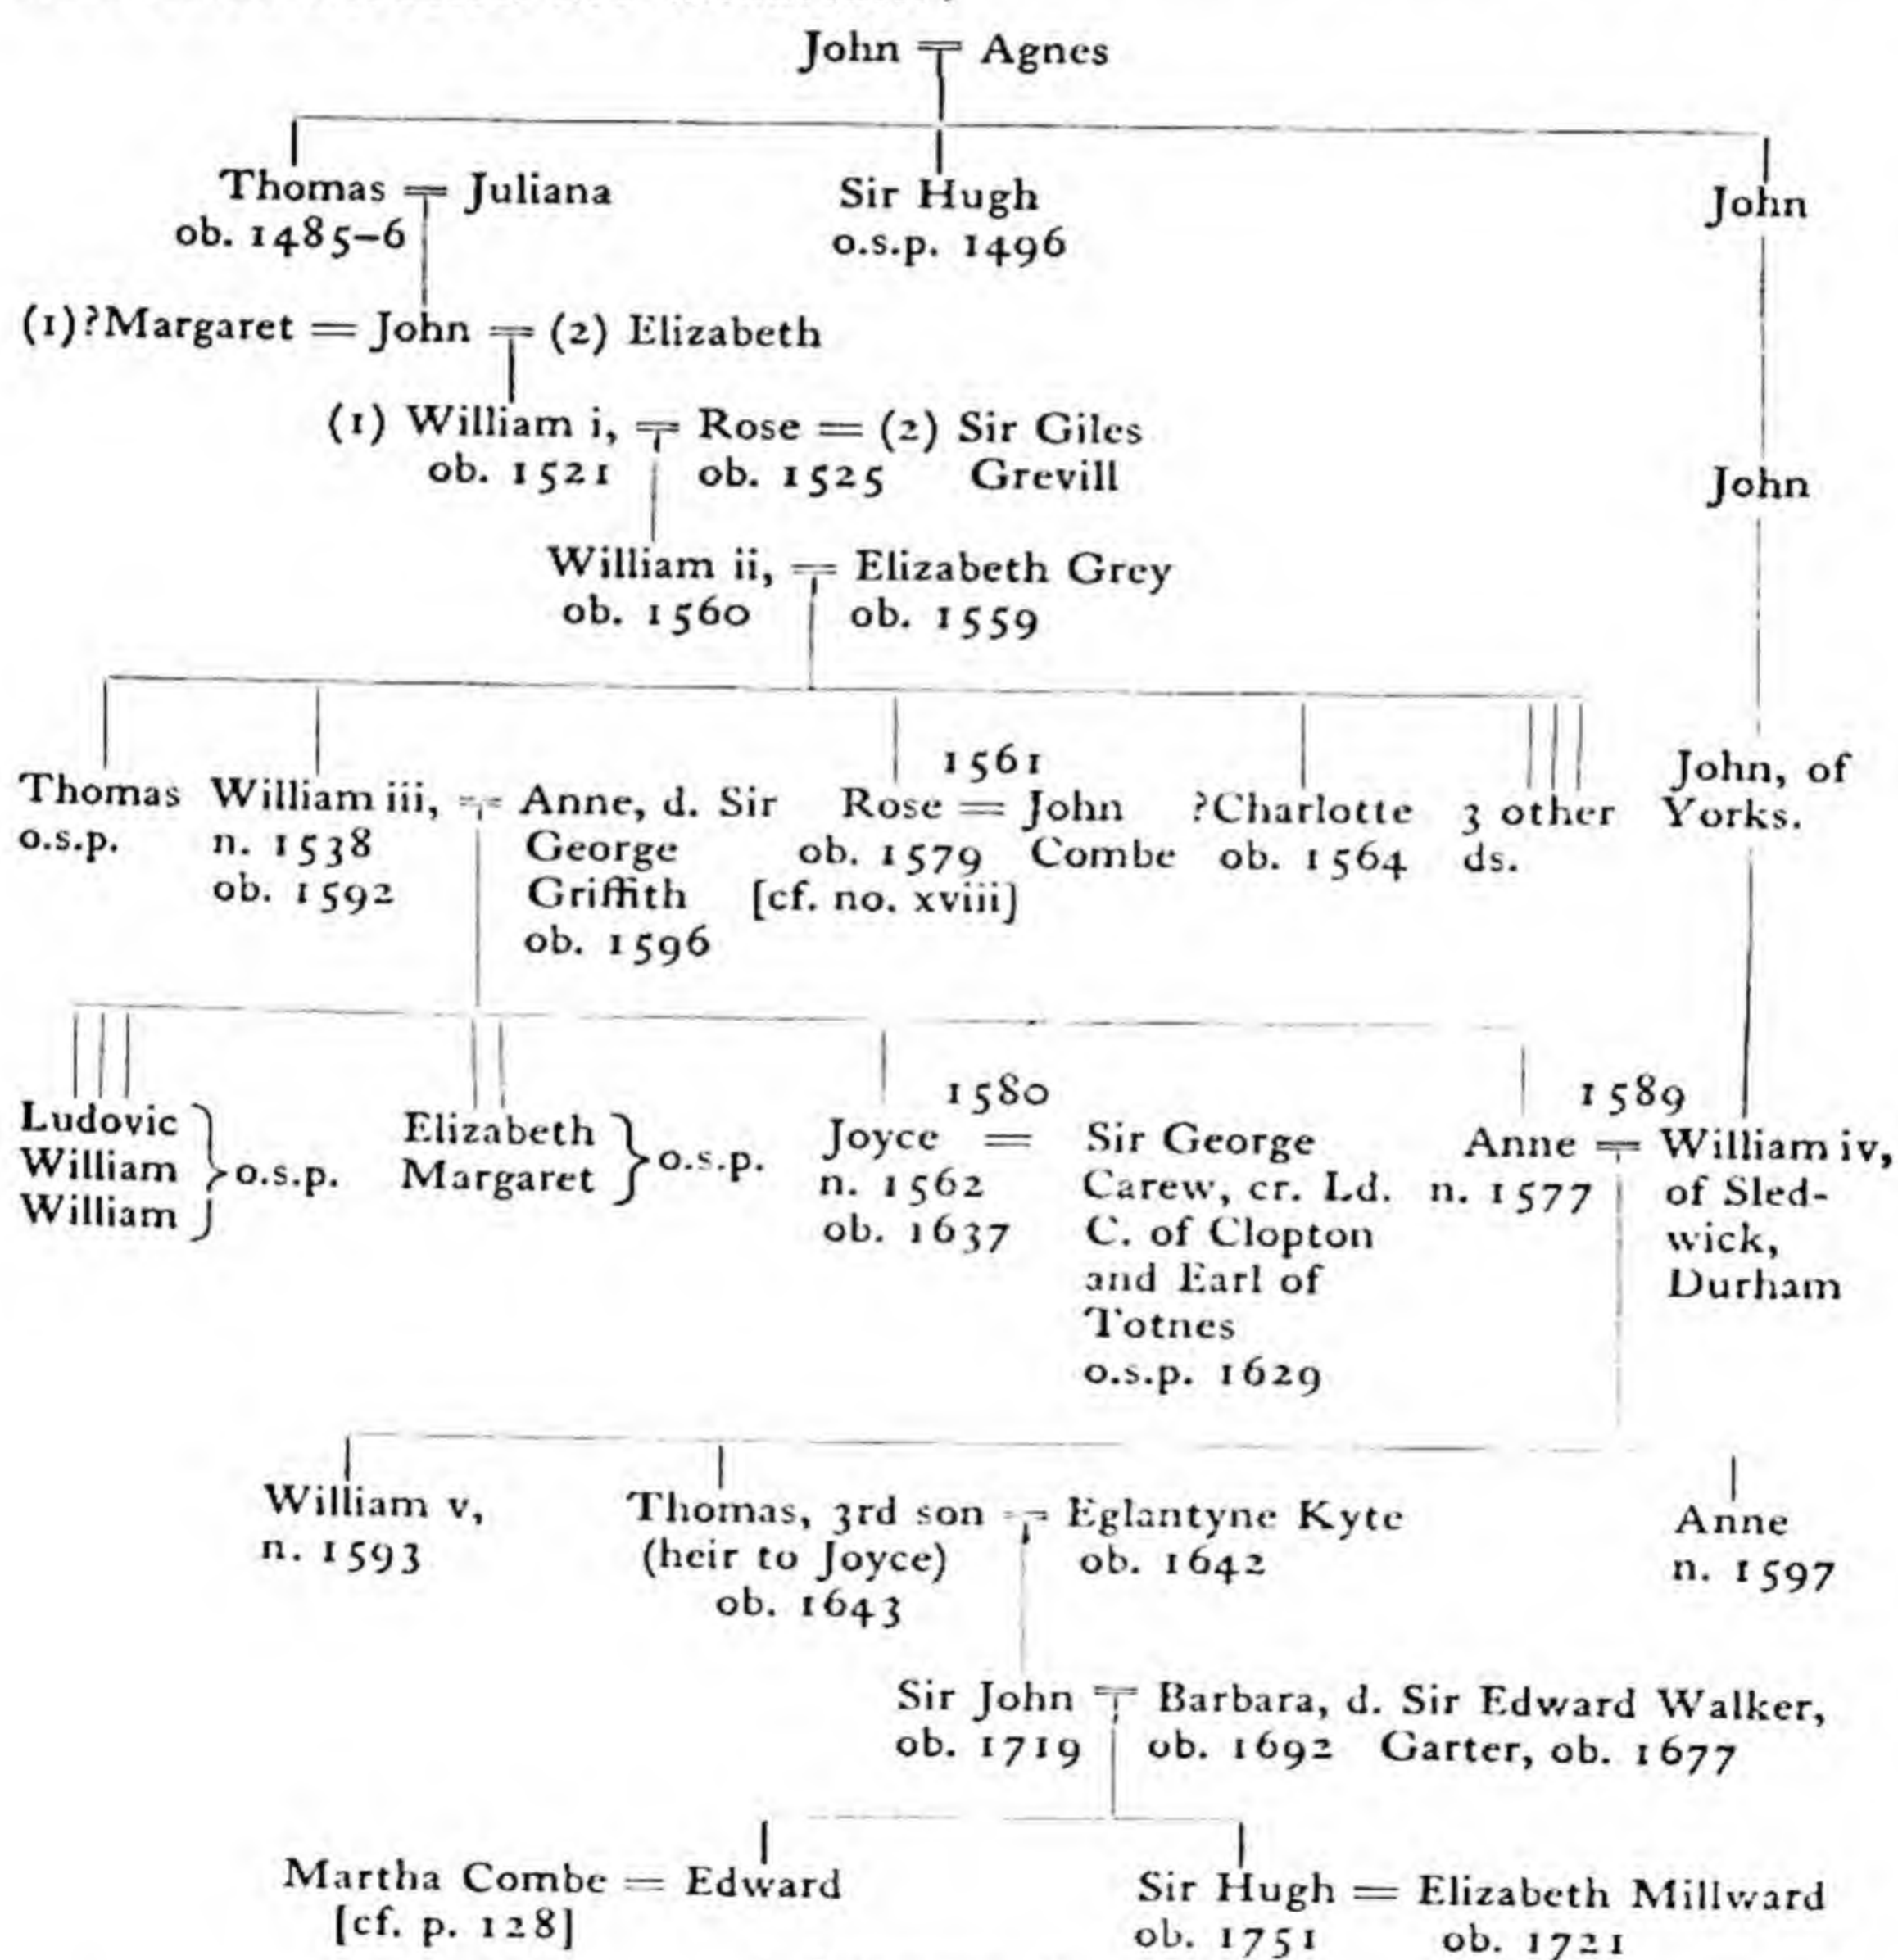 John = Agnes
Thomas = Juliana Sir Hugh John
ob. 1485–6 o.s.p. 1496
(1)?Margaret = John = (2) Elizabeth
(1) William i, = Rose = (2) Sir Giles
ob. 1521 ob. 1525 Grevill
John
William ii, = Elizabeth Grey
ob. 1560 ob. 1559
1561
Thomas William iii, = Anne, d. Sir Rose = John ?Charlotte 3 other John, of
o.s.p. n. 1538 George ob. 1579 Combe ob. 1564 ds. Yorks.
ob. 1592 Griffith [cf. no. xviii]
ob. 1596
1580 1589
Ludovic Elizabeth Joyce = Sir George Anne = William iv,
William } o.s.p. Margaret } o.s.p. n. 1562 Carew, cr. Ld. n. 1577 of Sled-
William ob. 1637 C. of Clopton wick,
and Earl of Durham
Totnes
o.s.p. 1629
William v, Thomas, 3rd son = Eglantyne Kyte Anne
n. 1593 (heir to Joyce) ob. 1642 n. 1597
ob. 1643
Sir John = Barbara, d. Sir Edward Walker,
ob. 1719 ob. 1692 Garter, ob. 1677
Martha Combe = Edward Sir Hugh = Elizabeth Millward
[cf. p. 128] ob. 1751 ob. 1721